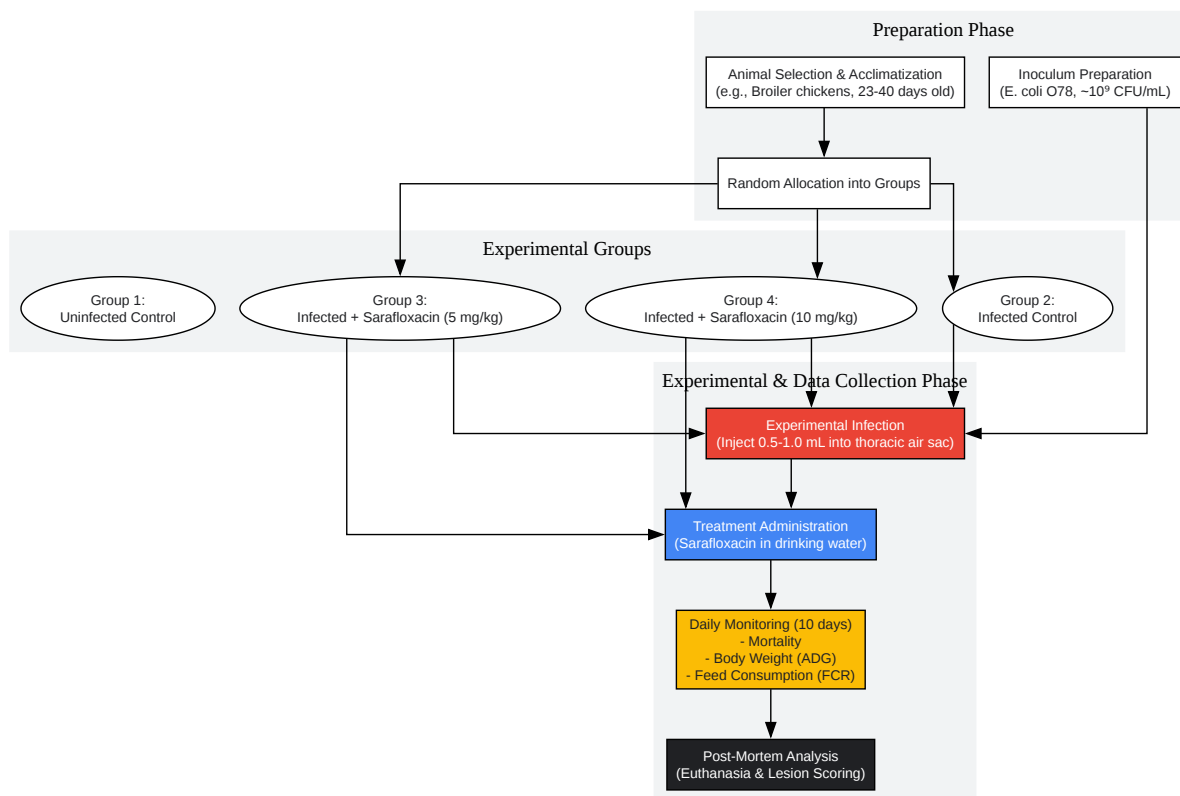 Preparation Phase
Animal Selection & Acclimatization
(e.g., Broiler chickens, 23-40 days old)
Inoculum Preparation
(E. coli O78, ~10⁹ CFU/mL)
Random Allocation into Groups
Experimental Groups
Group 1:
Uninfected Control
Group 3:
Infected + Sarafloxacin (5 mg/kg)
Group 4:
Infected + Sarafloxacin (10 mg/kg)
Group 2:
Infected Control
Experimental & Data Collection Phase
Experimental Infection
(Inject 0.5-1.0 mL into thoracic air sac)
Treatment Administration
(Sarafloxacin in drinking water)
Daily Monitoring (10 days)
- Mortality
- Body Weight (ADG)
- Feed Consumption (FCR)
Post-Mortem Analysis
(Euthanasia & Lesion Scoring)